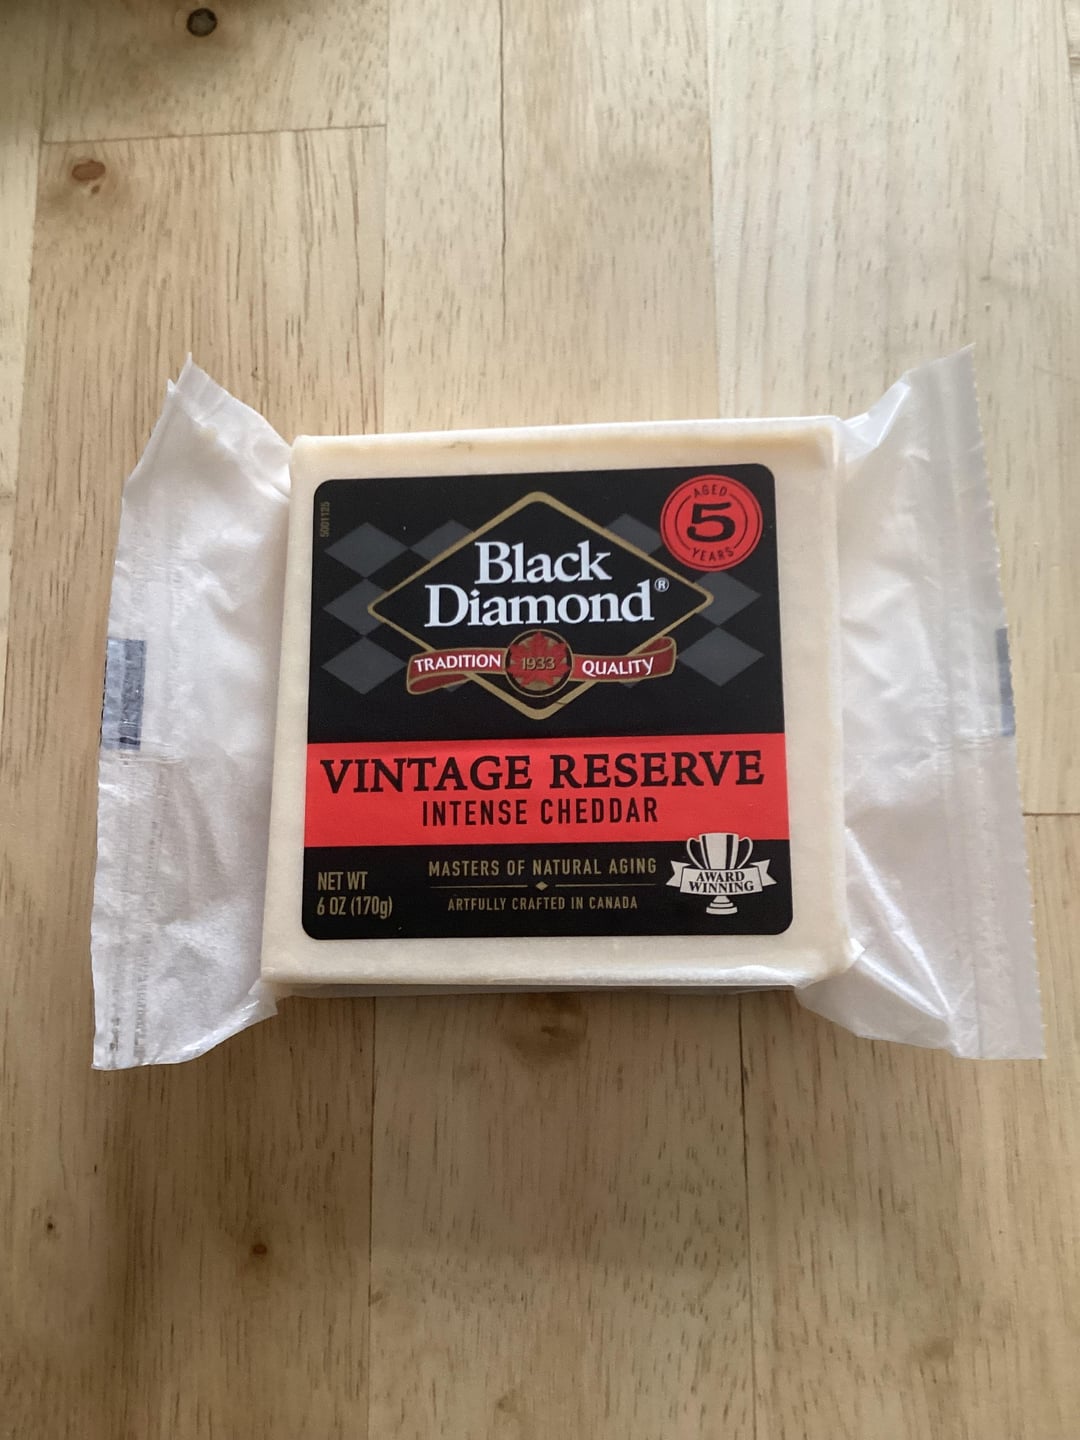 5001125
AGED
5
YEARS
Black
Diamond®
TRADITION 1933 QUALITY
VINTAGE RESERVE
INTENSE CHEDDAR
MASTERS OF NATURAL AGING
ARTFULLY CRAFTED IN CANADA
NET WT
6 OZ (170g)
AWARD
WINNING